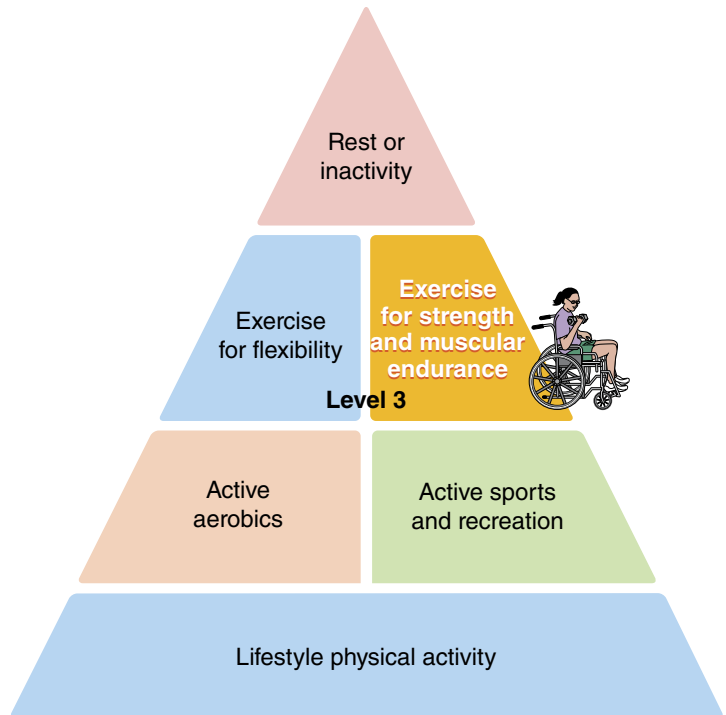 Rest or
inactivity
Exercise
for flexibility
Exercise
for strength
and muscular
endurance
Level 3
Active
aerobics
Active sports
and recreation
Lifestyle physical activity